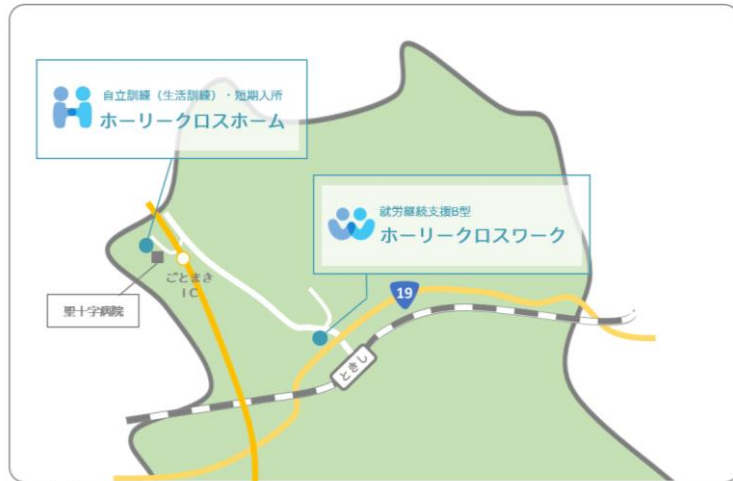 自立訓練（生活訓練）・短期入所
ホーリークロスホーム
就労継続支援B型
ホーリークロスワーク
ごとまき
IC
聖十字病院
19
ときし